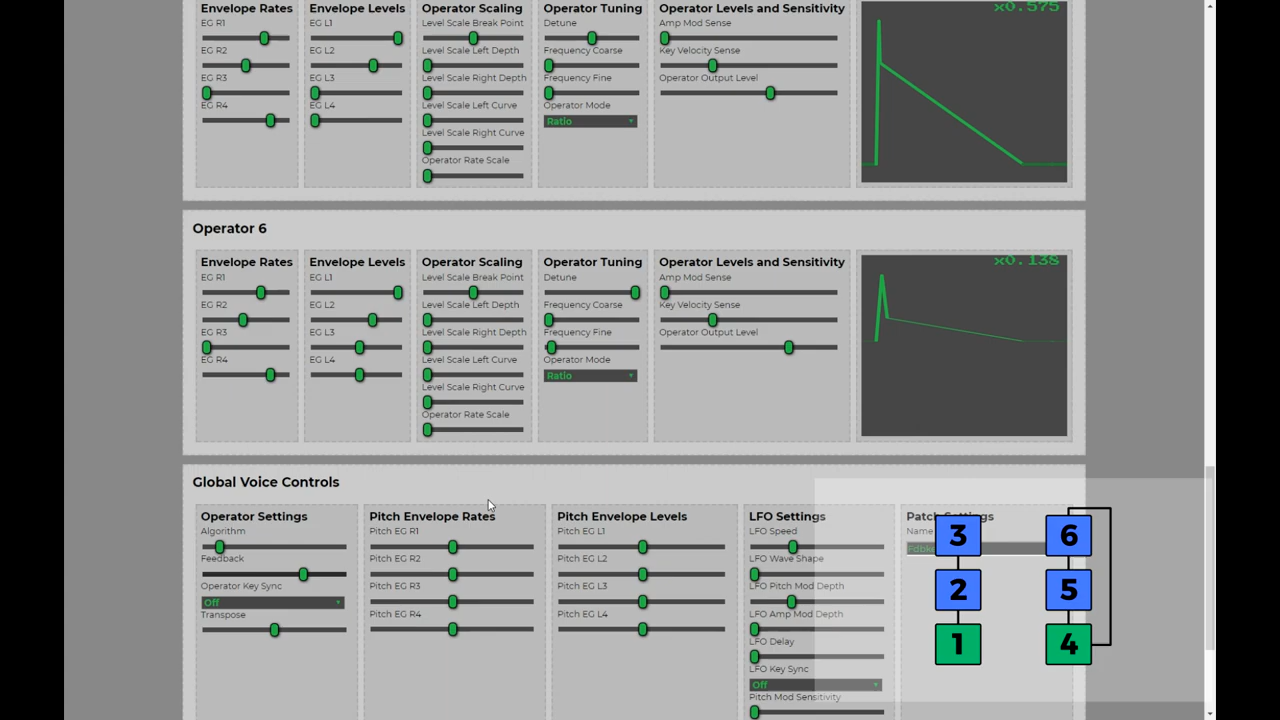 Envelope Rates
EG R1
EG R2
EG R3
EG R4
Envelope Levels
EG L1
EG L2
EG L3
EG L4
Operator Scaling
Level Scale Break Point
Level Scale Left Depth
Level Scale Right Depth
Level Scale Left Curve
Level Scale Right Curve
Operator Rate Scale
Operator Tuning
Detune
Frequency Coarse
Frequency Fine
Operator Mode
Ratio
Operator Levels and Sensitivity
Amp Mod Sense
Key Velocity Sense
Operator Output Level
x0.575
Operator 6
Envelope Rates
EG R1
EG R2
EG R3
EG R4
Envelope Levels
EG L1
EG L2
EG L3
EG L4
Operator Scaling
Level Scale Break Point
Level Scale Left Depth
Level Scale Right Depth
Level Scale Left Curve
Level Scale Right Curve
Operator Rate Scale
Operator Tuning
Detune
Frequency Coarse
Frequency Fine
Operator Mode
Ratio
Operator Levels and Sensitivity
Amp Mod Sense
Key Velocity Sense
Operator Output Level
x0.138
Global Voice Controls
Operator Settings
Algorithm
Feedback
Operator Key Sync
Off
Transpose
Pitch Envelope Rates
Pitch EG R1
Pitch EG R2
Pitch EG R3
Pitch EG R4
Pitch Envelope Levels
Pitch EG L1
Pitch EG L2
Pitch EG L3
Pitch EG L4
LFO Settings
LFO Speed
LFO Wave Shape
LFO Pitch Mod Depth
LFO Amp Mod Depth
LFO Delay
LFO Key Sync
Off
Pitch Mod Sensitivity
Patch Settings
Name
3
6
2
5
1
4